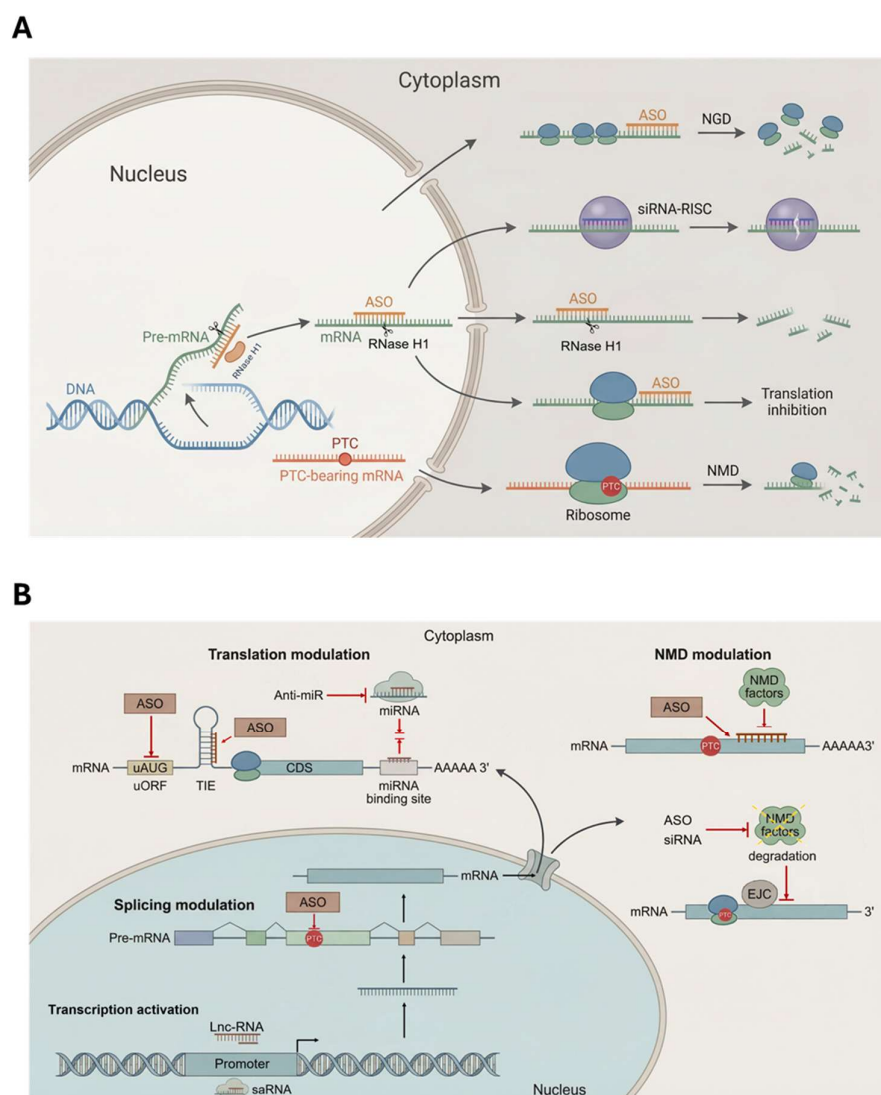 A
Cytoplasm
Nucleus
ASO
NGD
siRNA-RISC
Pre-mRNA
RNase H1
ASO
mRNA
RNase H1
ASO
RNase H1
DNA
ASO
Translation
inhibition
PTC
PTC-bearing mRNA
PTC
NMD
Ribosome
B
Cytoplasm
Translation modulation
NMD modulation
ASO
Anti-miR
miRNA
ASO
NMD
factors
ASO
mRNA
uAUG
uORF
TIE
CDS
miRNA
binding site
AAAAA 3'
mRNA
PTC
AAAAA3'
ASO
siRNA
NMD
factors
degradation
EJC
mRNA
PTC
3'
mRNA
Splicing modulation
ASO
Pre-mRNA
PTC
Transcription activation
Lnc-RNA
Promoter
saRNA
Nucleus